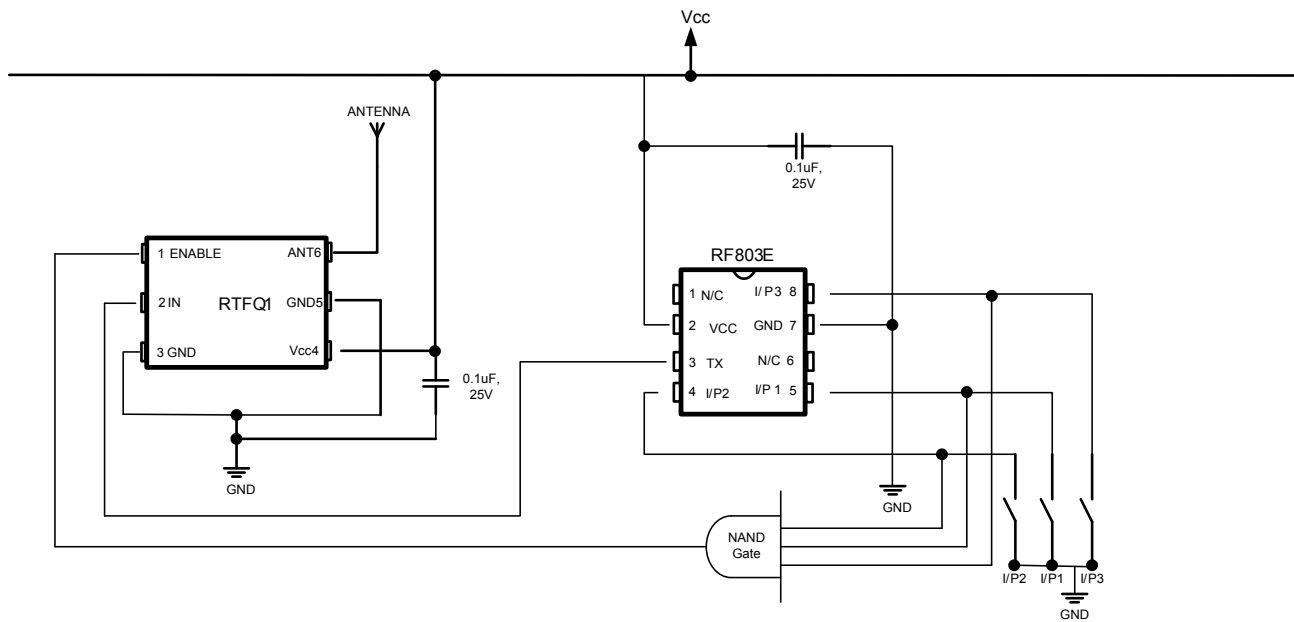 Vcc
ANTENNA
0.1uF,
25V
1 ENABLE
ANT6
2 IN
RTFQ1
GND5
3 GND
Vcc4
0.1uF,
25V
GND
RF803E
1 N/C
I/P3 8
2 VCC
GND 7
3 TX
N/C 6
4 I/P2
I/P1 5
GND
NAND
Gate
I/P2
I/P1
I/P3
GND